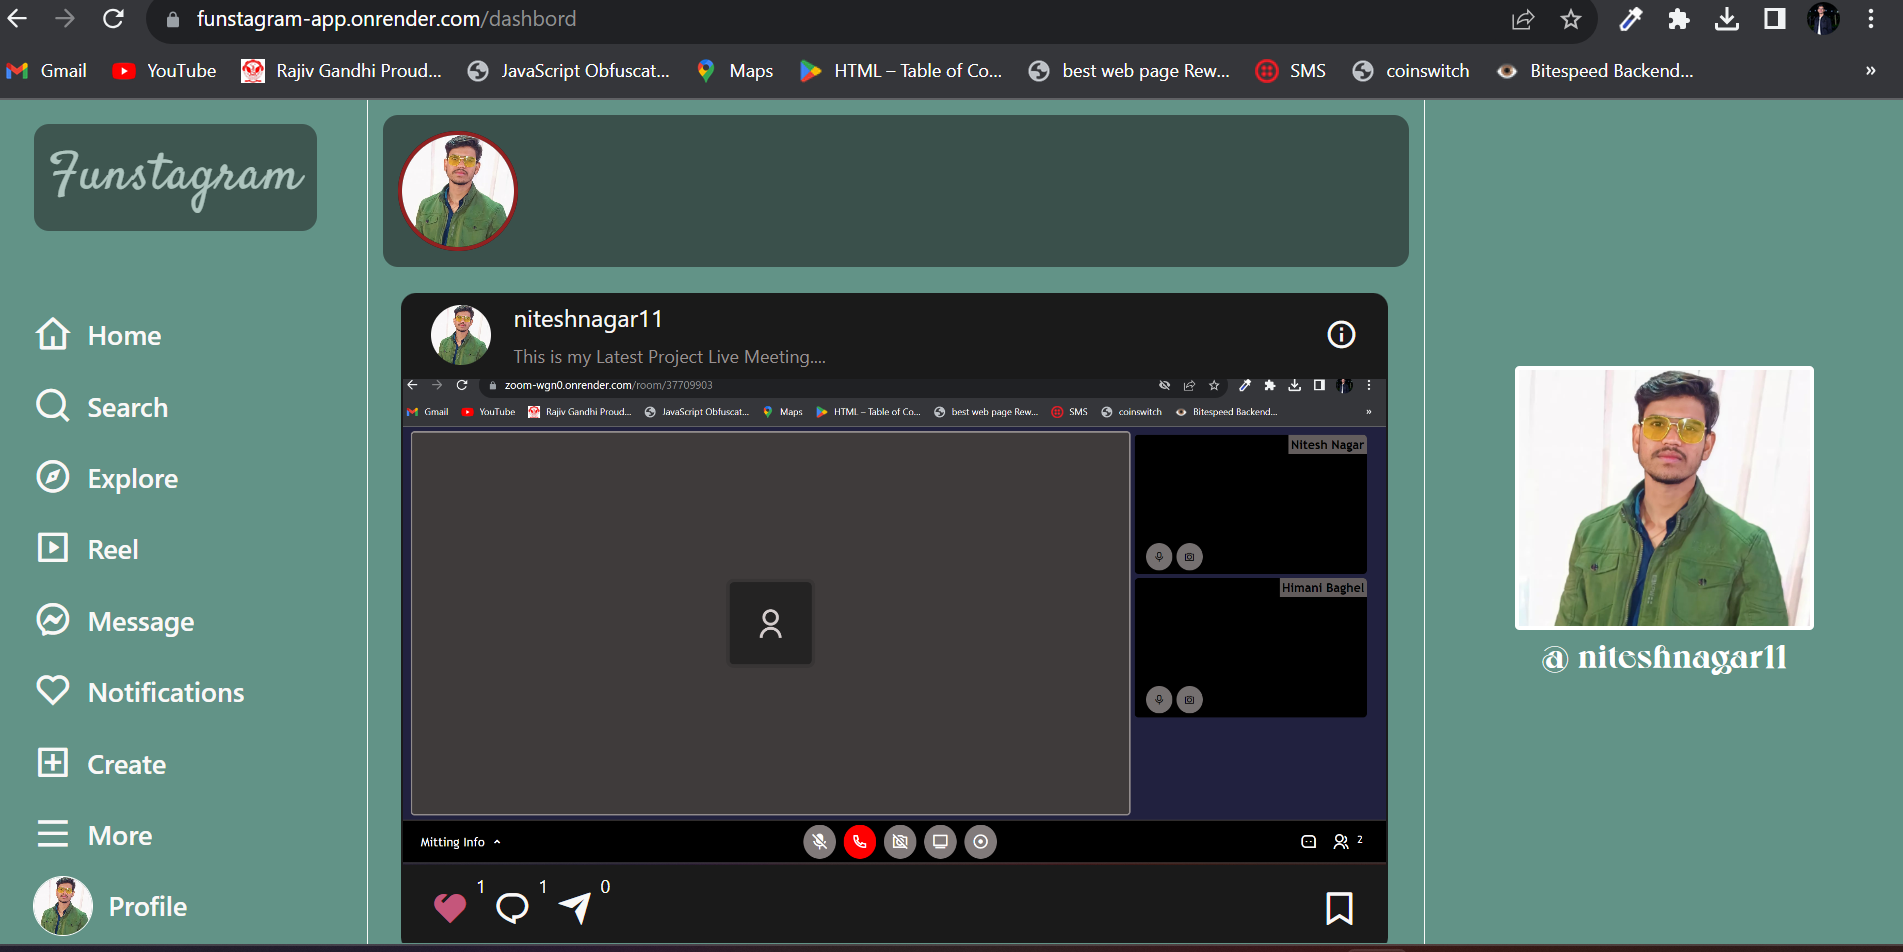 funstagram-app.onrender.com/dashbord
Gmail YouTube Rajiv Gandhi Proud... JavaScript Obfuscat... Maps HTML – Table of Co... best web page Rew... SMS coinswitch Bitespeed Backend... »
Funstagram
Home
Search
Explore
Reel
Message
Notifications
Create
More
Profile
niteshnagar11
This is my Latest Project Live Meeting....
zoom-wgn0.onrender.com/room/37709903
Gmail YouTube Rajiv Gandhi Proud... JavaScript Obfuscat... Maps HTML – Table of Co... best web page Rew... SMS coinswitch Bitespeed Backend... »
Nitesh Nagar
Himani Baghel
Mitting Info
2
1 1 0
@ niteshnagar11